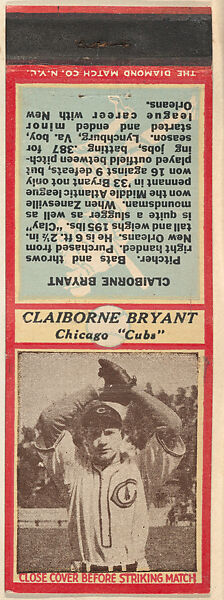 THE DIAMOND MATCH CO. N.Y.C.
CLAIBORNE BRYANT
Pitcher. Bats and throws
right handed. Purchased from
New Orleans. He is 6 ft. 2½ in.
tall and weighs 195 lbs. "Clay"
is quite a slugger as well as
moundsman. When Zanesville
won the Middle Atlantic league
pennant in '33 Bryant not only
won 16 against 6 defeats, but
played outfield between pitch-
ing jobs, batting .387 for
season. Lynchburg, Va. boy,
started and ended minor
league career with New
Orleans.
CLAIBORNE BRYANT
Chicago "Cubs"
C
CLOSE COVER BEFORE STRIKING MATCH